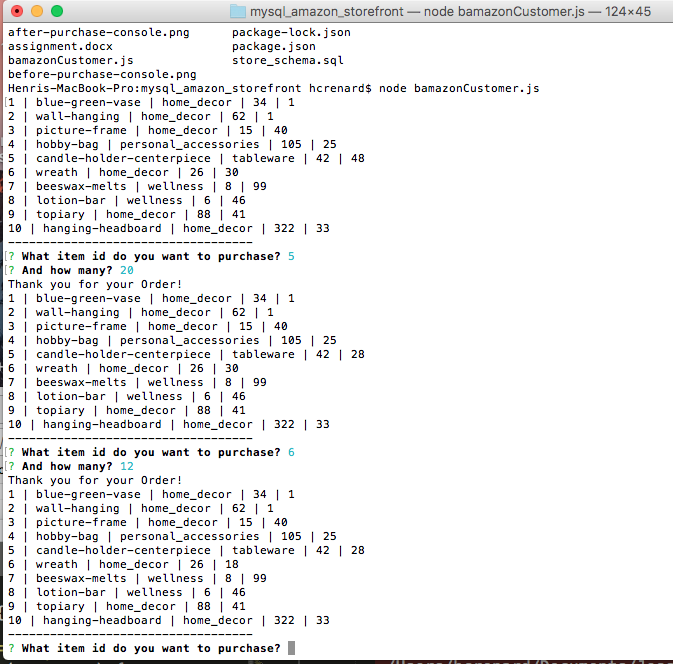 mysql_amazon_storefront — node bamazonCustomer.js — 124×45
after-purchase-console.png package-lock.json
assignment.docx package.json
bamazonCustomer.js store_schema.sql
before-purchase-console.png
Henris-MacBook-Pro:mysql_amazon_storefront hcrenard$ node bamazonCustomer.js
[1 | blue-green-vase | home_decor | 34 | 1
2 | wall-hanging | home_decor | 62 | 1
3 | picture-frame | home_decor | 15 | 40
4 | hobby-bag | personal_accessories | 105 | 25
5 | candle-holder-centerpiece | tableware | 42 | 48
6 | wreath | home_decor | 26 | 30
7 | beeswax-melts | wellness | 8 | 99
8 | lotion-bar | wellness | 6 | 46
9 | topiary | home_decor | 88 | 41
10 | hanging-headboard | home_decor | 322 | 33
-----------------------------------
[? What item id do you want to purchase? 5
[? And how many? 20
Thank you for your Order!
1 | blue-green-vase | home_decor | 34 | 1
2 | wall-hanging | home_decor | 62 | 1
3 | picture-frame | home_decor | 15 | 40
4 | hobby-bag | personal_accessories | 105 | 25
5 | candle-holder-centerpiece | tableware | 42 | 28
6 | wreath | home_decor | 26 | 30
7 | beeswax-melts | wellness | 8 | 99
8 | lotion-bar | wellness | 6 | 46
9 | topiary | home_decor | 88 | 41
10 | hanging-headboard | home_decor | 322 | 33
-----------------------------------
[? What item id do you want to purchase? 6
[? And how many? 12
Thank you for your Order!
1 | blue-green-vase | home_decor | 34 | 1
2 | wall-hanging | home_decor | 62 | 1
3 | picture-frame | home_decor | 15 | 40
4 | hobby-bag | personal_accessories | 105 | 25
5 | candle-holder-centerpiece | tableware | 42 | 28
6 | wreath | home_decor | 26 | 18
7 | beeswax-melts | wellness | 8 | 99
8 | lotion-bar | wellness | 6 | 46
9 | topiary | home_decor | 88 | 41
10 | hanging-headboard | home_decor | 322 | 33
-----------------------------------
? What item id do you want to purchase?